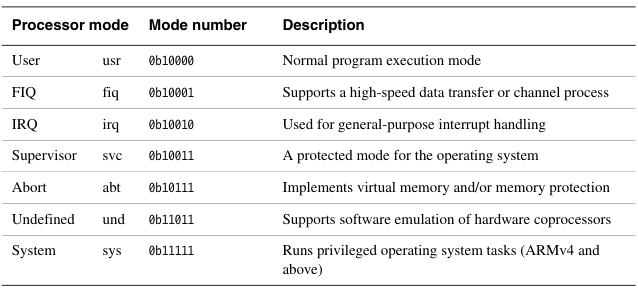 Processor mode Mode number Description
User usr 0b10000 Normal program execution mode
FIQ fiq 0b10001 Supports a high-speed data transfer or channel process
IRQ irq 0b10010 Used for general-purpose interrupt handling
Supervisor svc 0b10011 A protected mode for the operating system
Abort abt 0b10111 Implements virtual memory and/or memory protection
Undefined und 0b11011 Supports software emulation of hardware coprocessors
System sys 0b11111 Runs privileged operating system tasks (ARMv4 and
above)